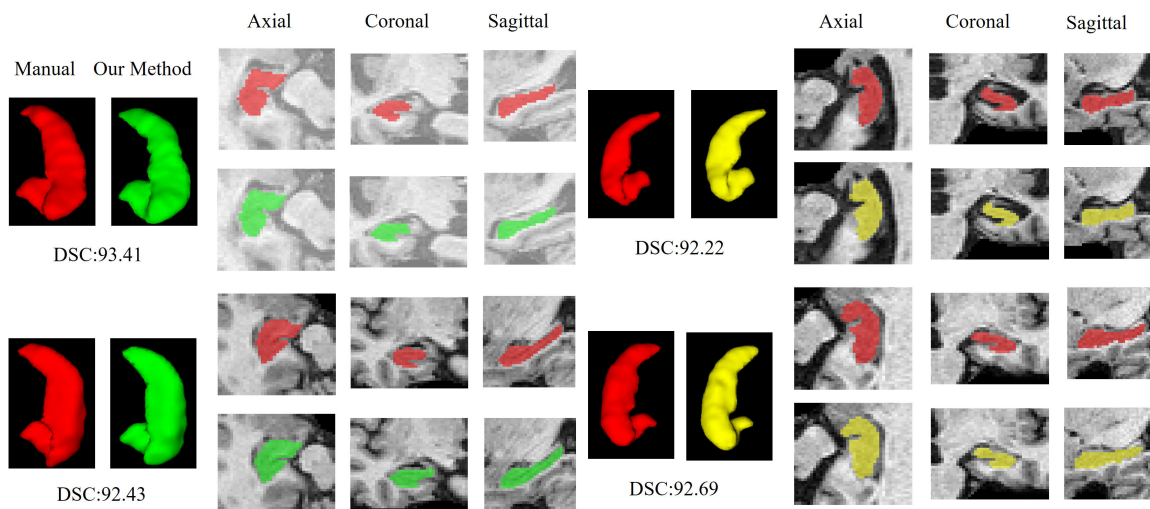 Axial Coronal Sagittal
Axial Coronal Sagittal
Manual Our Method
DSC:93.41
DSC:92.22
DSC:92.43
DSC:92.69